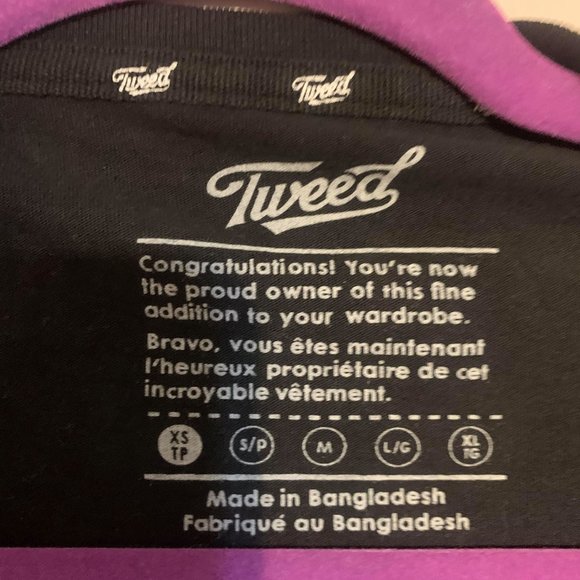 Tweed Tweed
Tweed
Congratulations! You're now
the proud owner of this fine
addition to your wardrobe.
Bravo, vous êtes maintenant
l'heureux propriétaire de cet
incroyable vêtement.
XS TP S/P M L/G XL TG
Made in Bangladesh
Fabriqué au Bangladesh